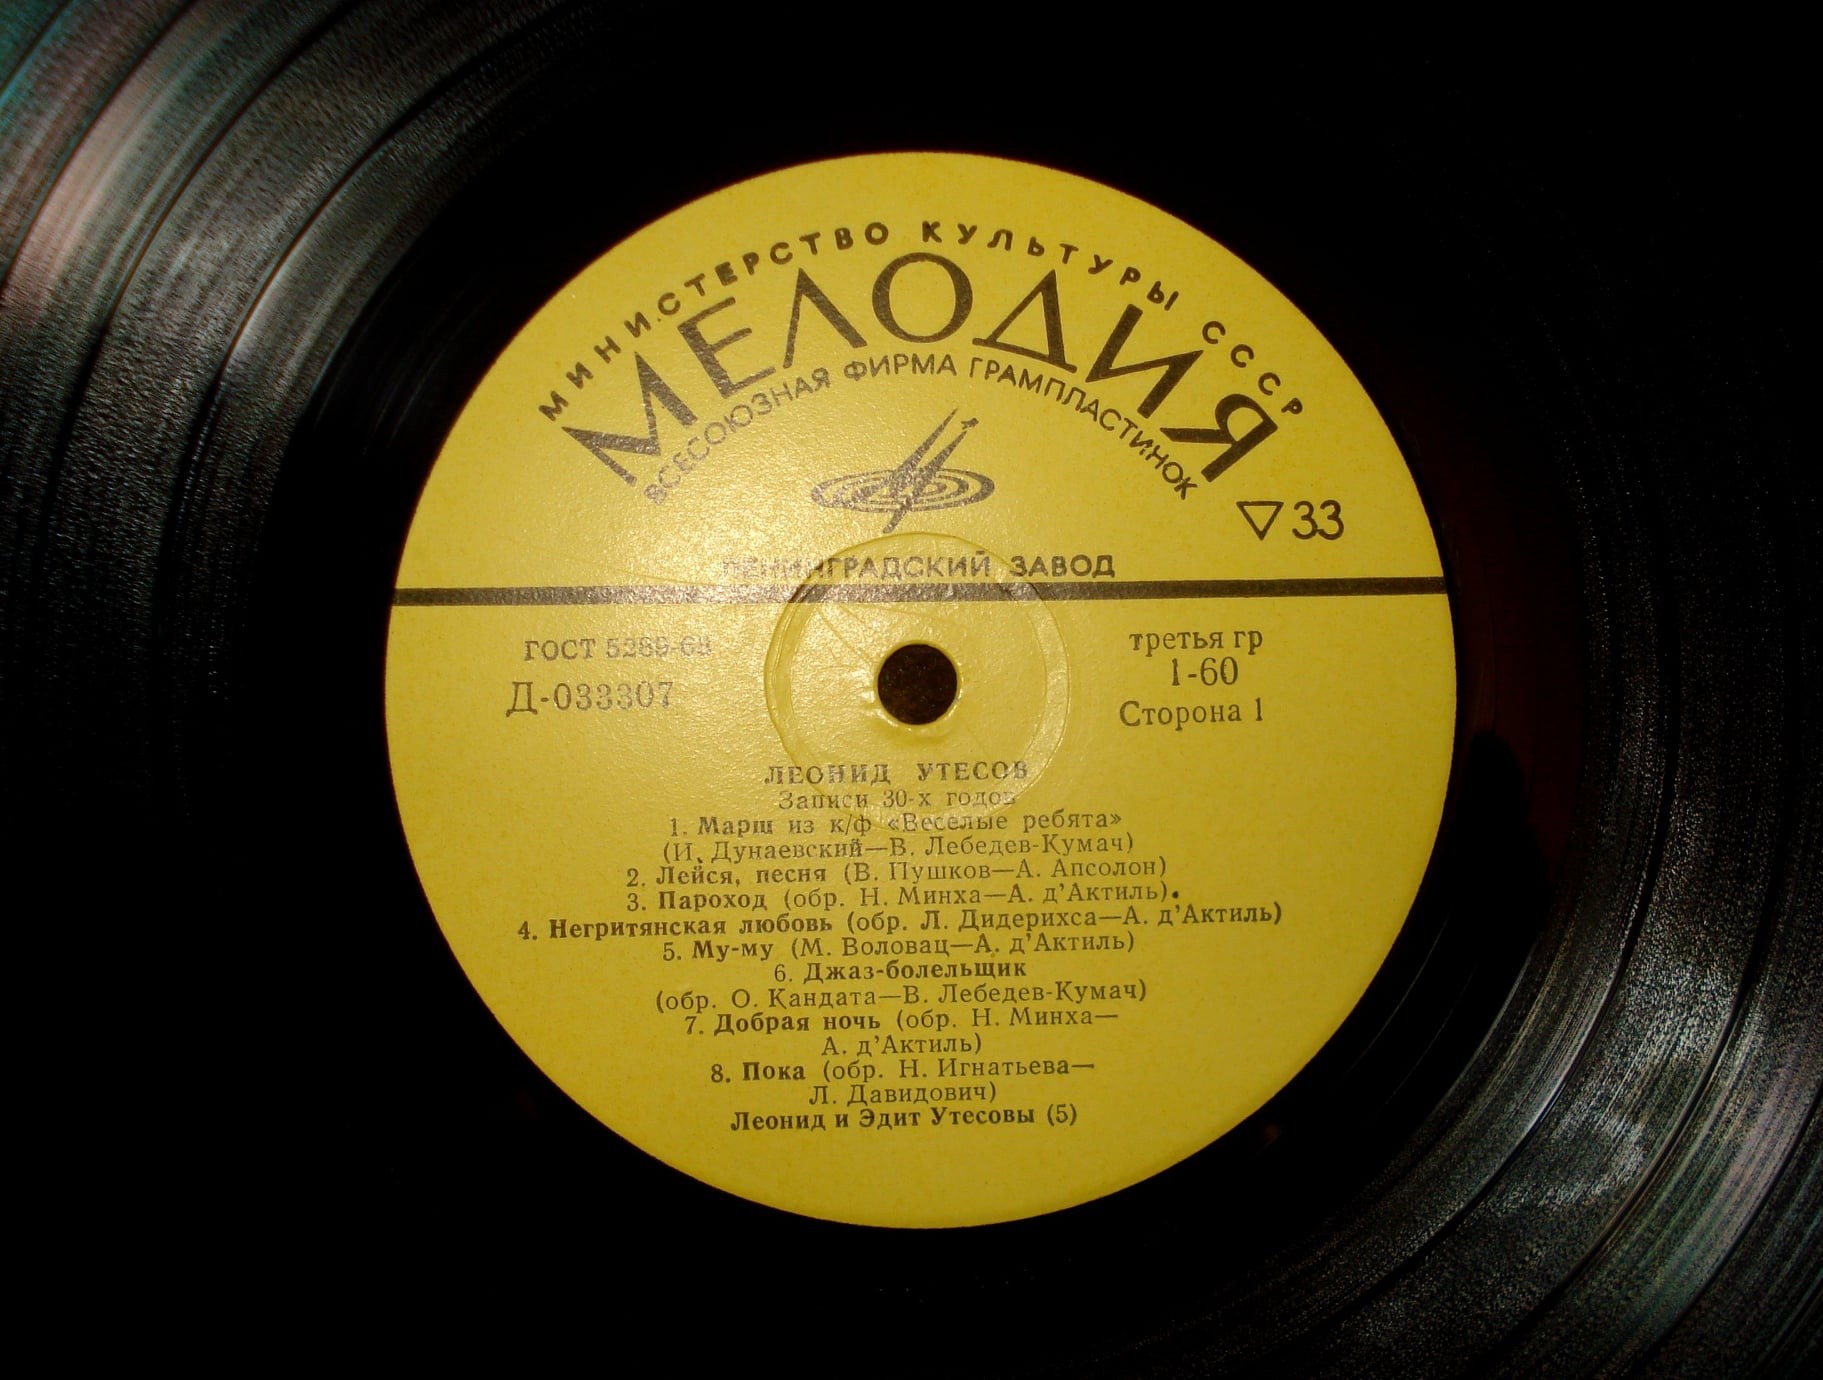 МИНИСТЕРСТВО КУЛЬТУРЫ СССР
МЕЛОДИЯ
ВСЕСОЮЗНАЯ ФИРМА ГРАМПЛАСТИНОК
33
ЛЕНИНГРАДСКИЙ ЗАВОД
ГОСТ 5289-68
Д-033307
третья гр
1-60
Сторона 1
ЛЕОНИД УТЕСОВ
Записи 30-х годов
1. Марш из к/ф «Веселые ребята»
(И. Дунаевский—В. Лебедев-Кумач)
2. Лейся, песня (В. Пушков—А. Апсолон)
3. Пароход (обр. Н. Минха—А. д'Актиль).
4. Негритянская любовь (обр. Л. Дидерихса—А. д'Актиль)
5. Му-му (М. Воловац—А. д'Актиль)
6. Джаз-болельщик
(обр. О. Кандата—В. Лебедев-Кумач)
7. Добрая ночь (обр. Н. Минха—
А. д'Актиль)
8. Пока (обр. Н. Игнатьева—
Л. Давидович)
Леонид и Эдит Утесовы (5)